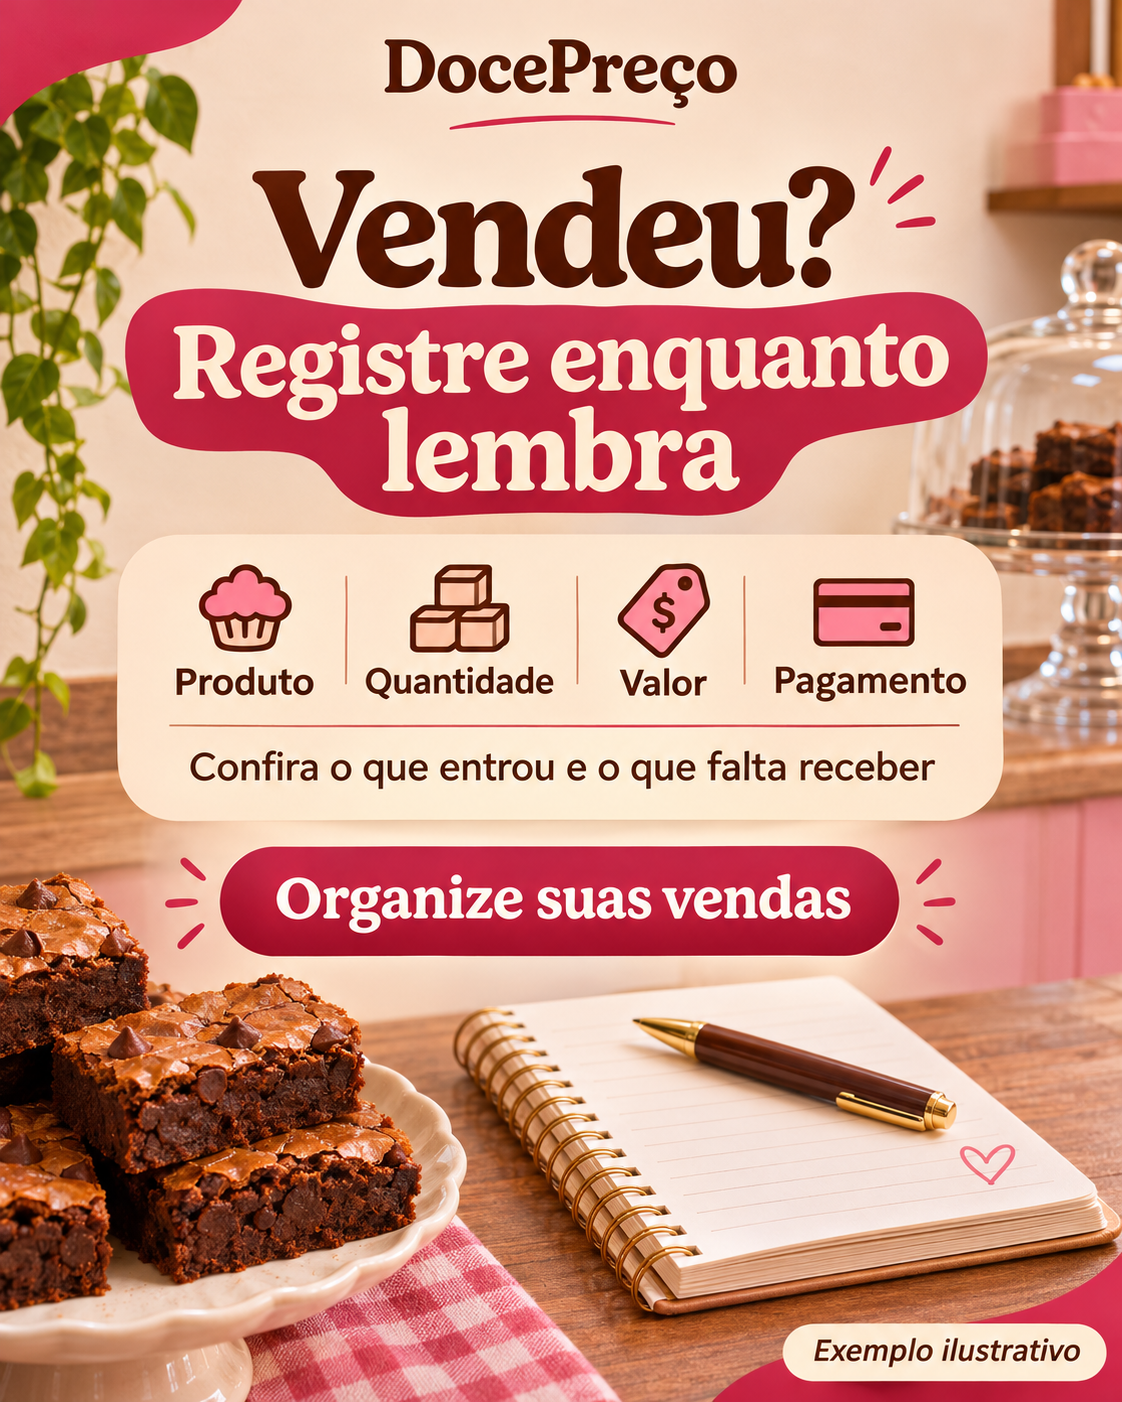 DocePreço
Vendeu?
Registre enquanto
lembra
Produto
Quantidade
Valor
Pagamento
Confira o que entrou e o que falta receber
Organize suas vendas
Exemplo ilustrativo